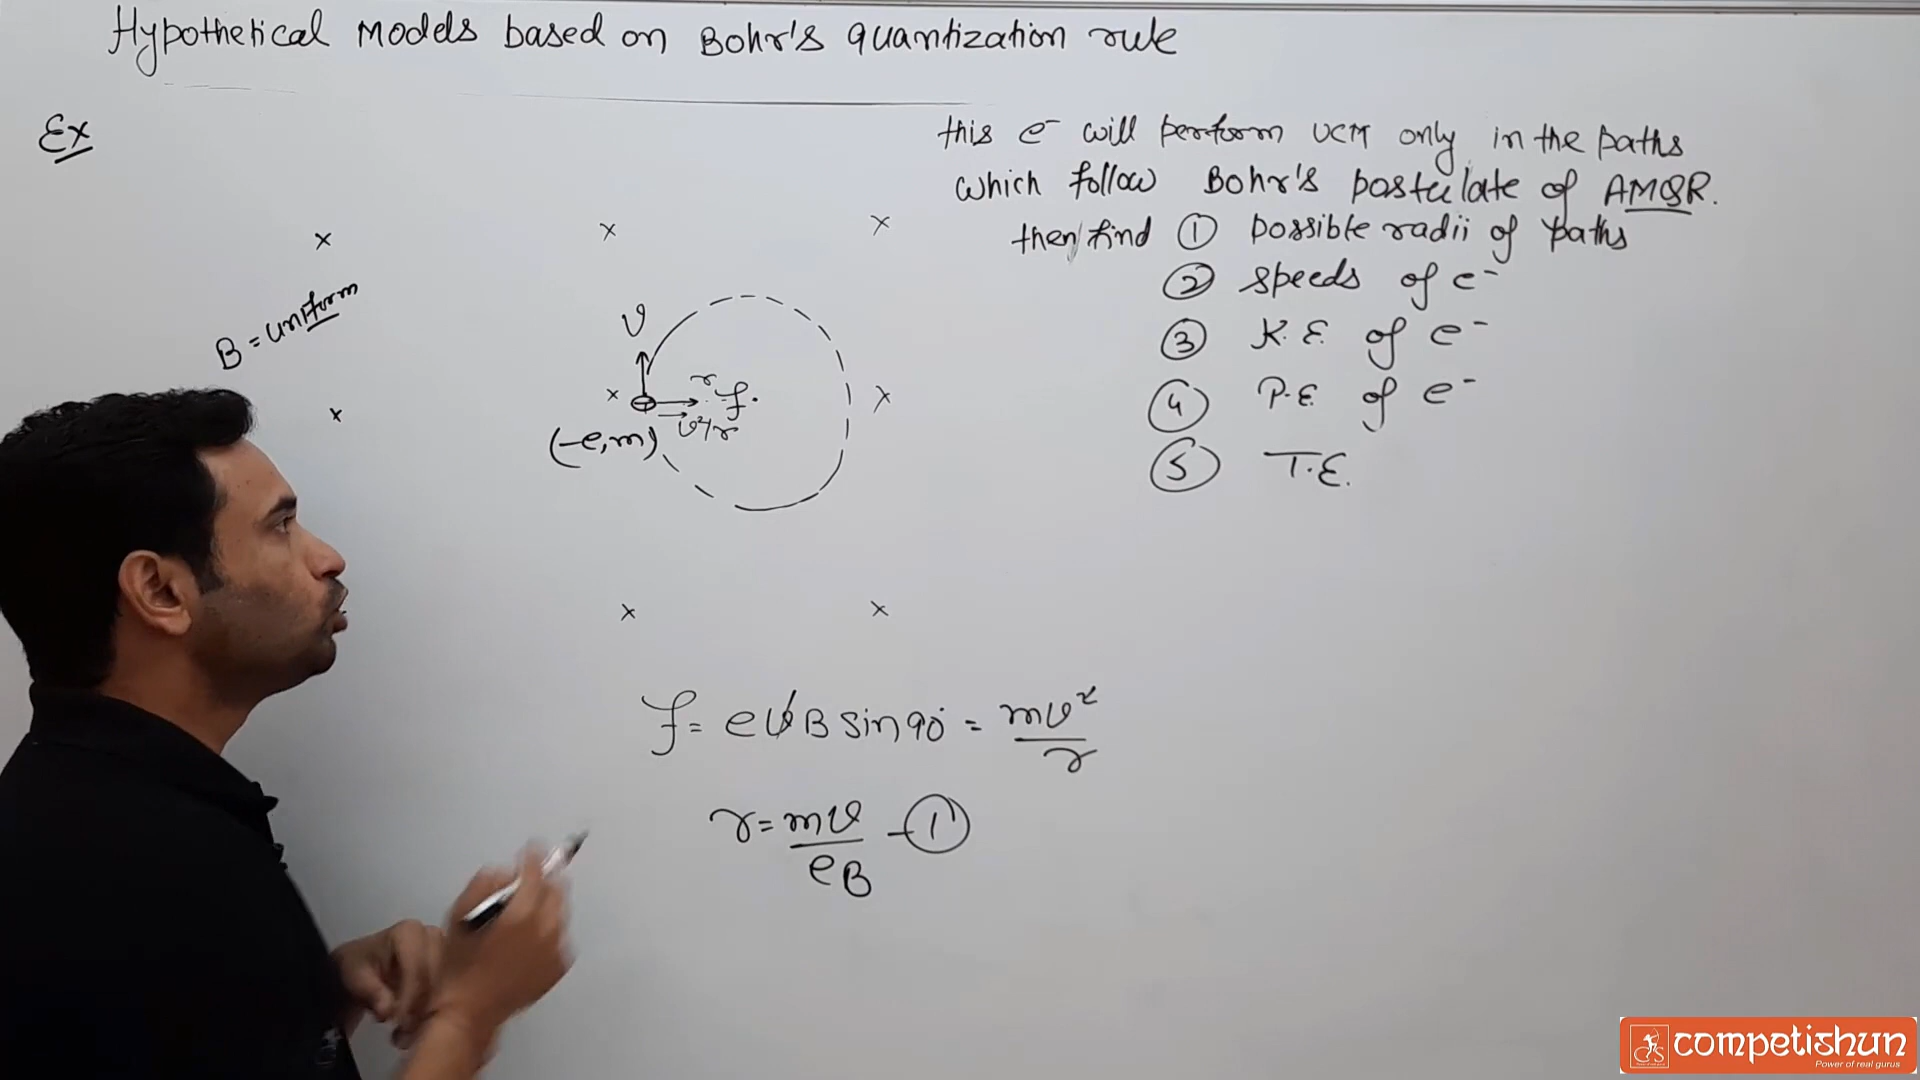 Hypothetical Models based on Bohr's quantization rule
Ex
this e⁻ will perform UCM only in the paths
which follow Bohr's postulate of AMQR.
then find ① possible radii of paths
② speeds of e⁻
③ K.E. of e⁻
④ P.E. of e⁻
⑤ T.E.
x x x
B = uniform
v
x x r f. x
v²/r
(-e, m)
x x
f = evB sin90° = mv²/r
r = mv/eB - ①
competishun
Power of real gurus